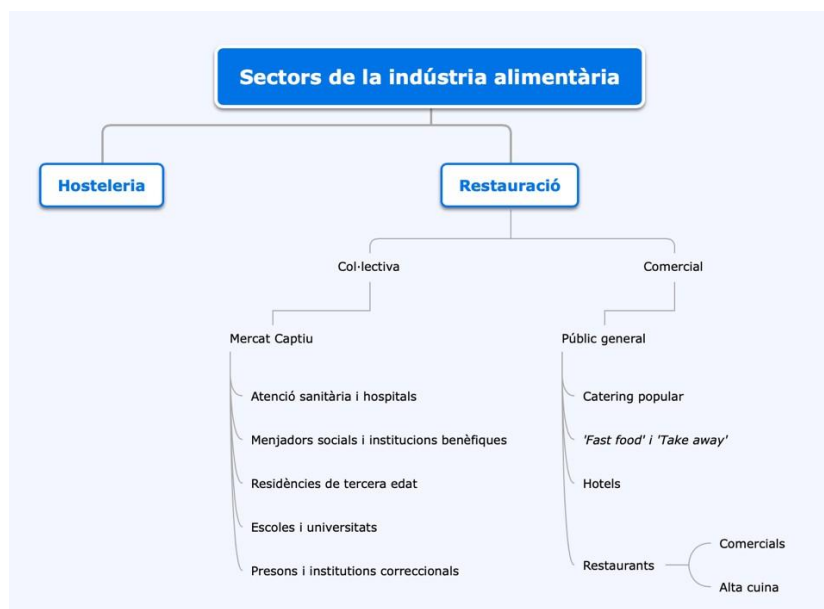 Sectors de la indústria alimentària
Hosteleria
Restauració
Col·lectiva
Comercial
Mercat Captiu
Públic general
Atenció sanitària i hospitals
Menjadors socials i institucions benèfiques
Residències de tercera edat
Escoles i universitats
Presons i institutions correccionals
Catering popular
'Fast food' i 'Take away'
Hotels
Restaurants
Comercials
Alta cuina